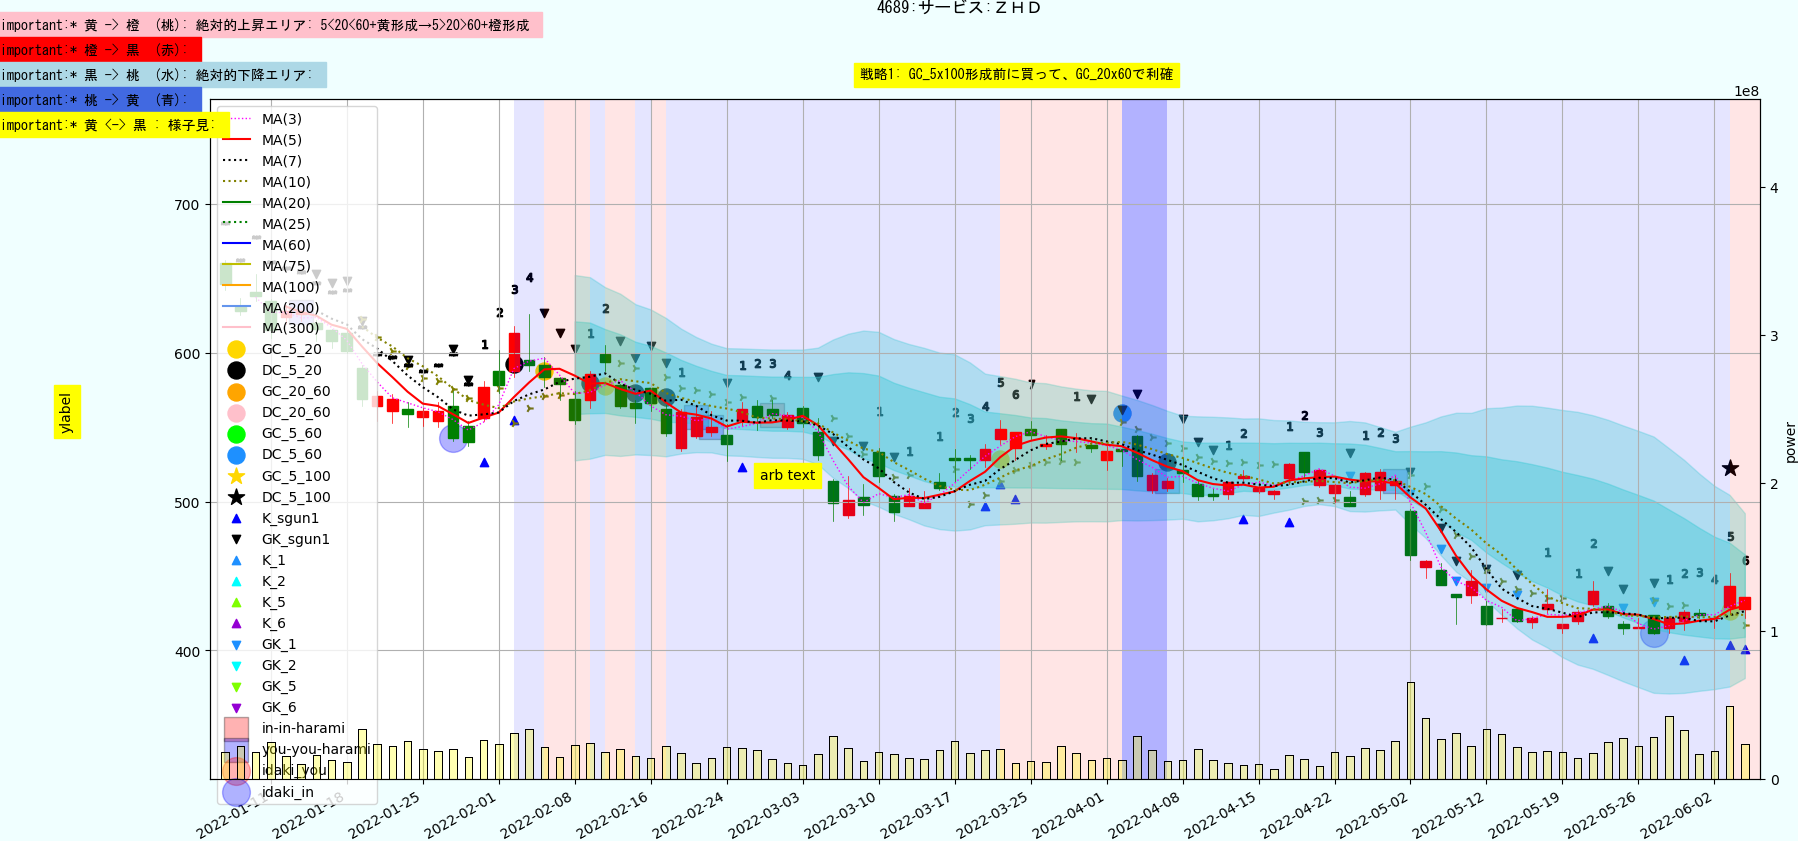 4689:サービス:ＺＨＤ
important:* 黄 -> 橙 （桃）: 絶対的上昇エリア: 5<20<60+黄形成→5>20>60+橙形成
important:* 橙 -> 黒 （赤）:
important:* 黒 -> 桃 （水）: 絶対的下降エリア:
important:* 桃 -> 黄 （青）:
important:* 黄 <-> 黒 : 様子見:
戦略1: GC_5x100形成前に買って、GC_20x60で利確
1e8
MA(3)
MA(5)
MA(7)
MA(10)
MA(20)
MA(25)
MA(60)
MA(75)
MA(100)
MA(200)
MA(300)
GC_5_20
DC_5_20
GC_20_60
DC_20_60
GC_5_60
DC_5_60
GC_5_100
DC_5_100
K_sgun1
GK_sgun1
K_1
K_2
K_5
K_6
GK_1
GK_2
GK_5
GK_6
in-in-harami
you-you-harami
idaki_you
idaki_in
700
600
500
400
ylabel
arb text
4
3
2
1
0
power
2022-01-11
2022-01-18
2022-01-25
2022-02-01
2022-02-08
2022-02-16
2022-02-24
2022-03-03
2022-03-10
2022-03-17
2022-03-25
2022-04-01
2022-04-08
2022-04-15
2022-04-22
2022-05-02
2022-05-12
2022-05-19
2022-05-26
2022-06-02